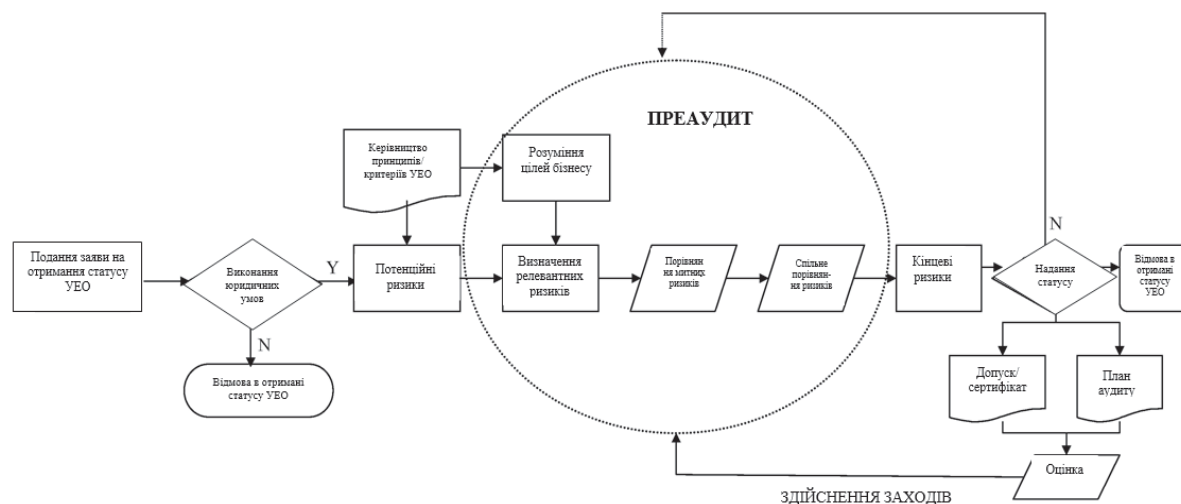 ПРЕАУДИТ
Керівництво
принципів/
критеріїв УЕО
Розуміння
цілей бізнесу
Подання заяви на
отримання статусу
УЕО
Виконання
юридичних
умов
Y
N
Відмова в отримані
статусу УЕО
Потенційні
ризики
Визначення
релевантних
ризиків
Порівнян
ня митних
ризиків
Спільне
порівнян-
ня ризиків
Кінцеві
ризики
N
Надання
статусу
Відмова в
отримані
статусу
УЕО
Допуск/
сертифікат
План
аудиту
Оцінка
ЗДІЙСНЕННЯ ЗАХОДІВ